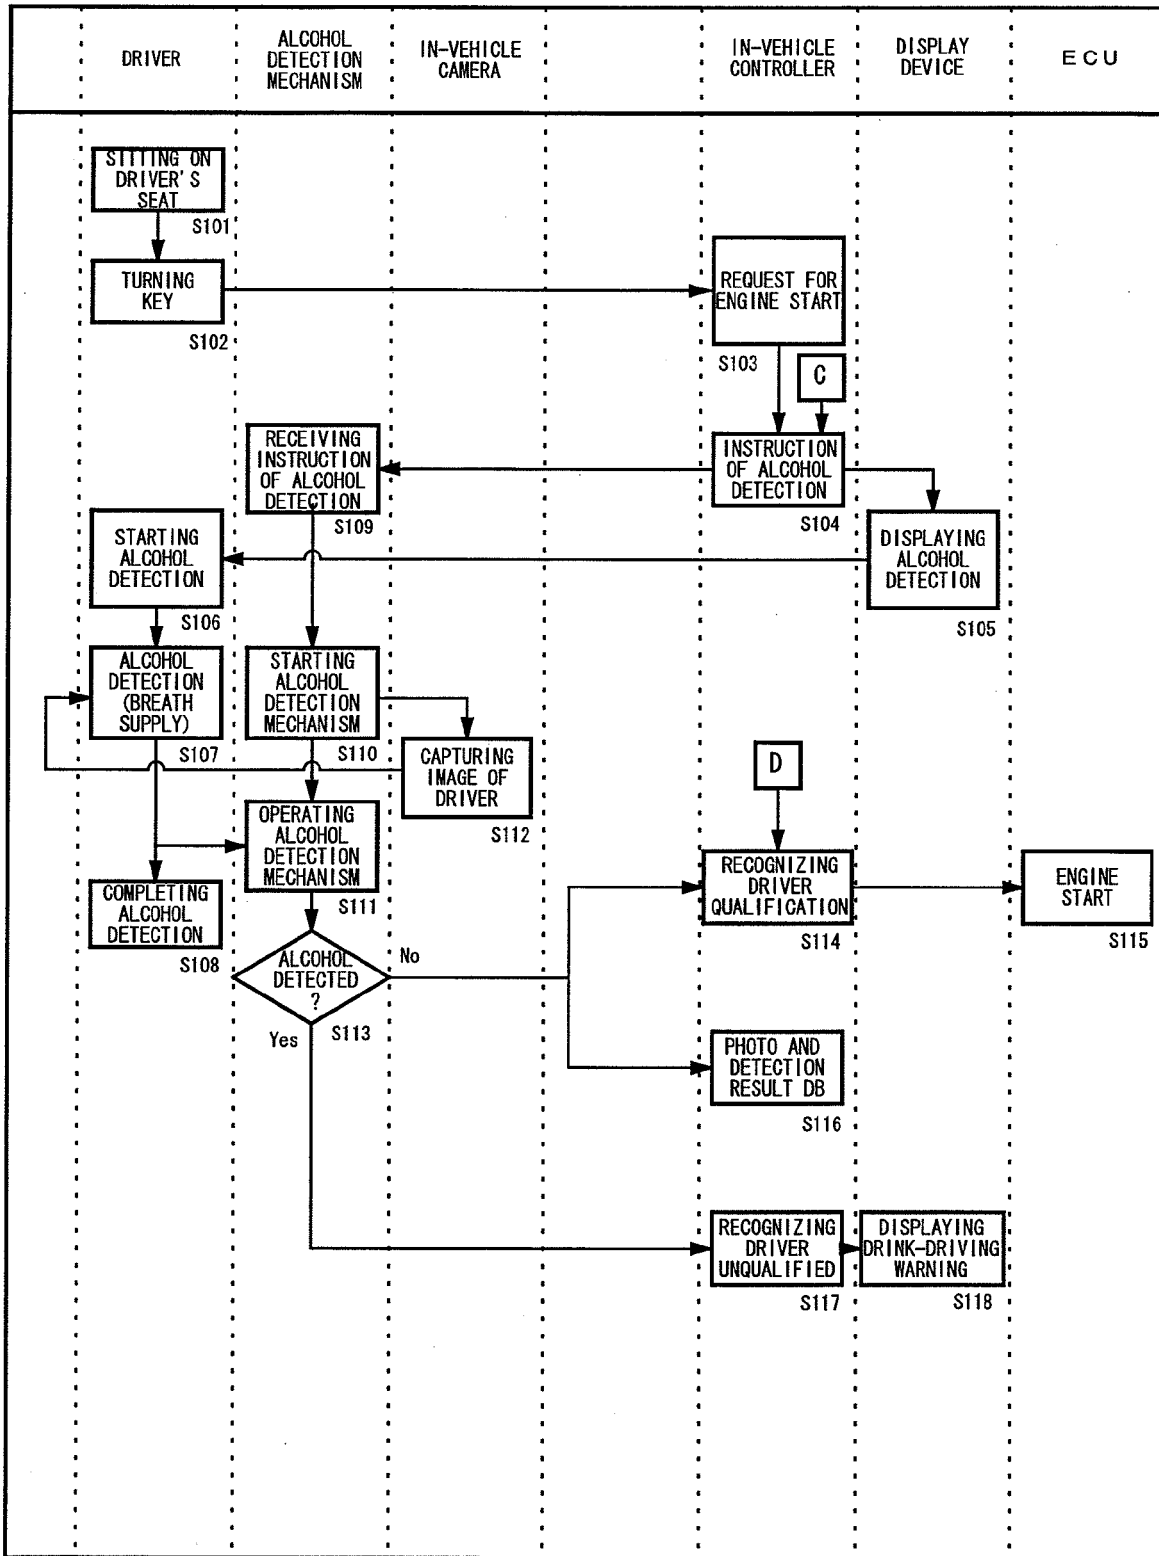 DRIVER
ALCOHOL
DETECTION
MECHANISM
IN-VEHICLE
CAMERA
IN-VEHICLE
CONTROLLER
DISPLAY
DEVICE
ECU
SITTING ON
DRIVER'S
SEAT
S101
TURNING
KEY
S102
REQUEST FOR
ENGINE START
S103
C
RECEIVING
INSTRUCTION
OF ALCOHOL
DETECTION
S109
INSTRUCTION
OF ALCOHOL
DETECTION
S104
STARTING
ALCOHOL
DETECTION
S106
DISPLAYING
ALCOHOL
DETECTION
S105
ALCOHOL
DETECTION
(BREATH
SUPPLY)
S107
STARTING
ALCOHOL
DETECTION
MECHANISM
S110
CAPTURING
IMAGE OF
DRIVER
S112
D
OPERATING
ALCOHOL
DETECTION
MECHANISM
S111
COMPLETING
ALCOHOL
DETECTION
S108
RECOGNIZING
DRIVER
QUALIFICATION
S114
ENGINE
START
S115
ALCOHOL
DETECTED
?
No
Yes
S113
PHOTO AND
DETECTION
RESULT DB
S116
RECOGNIZING
DRIVER
UNQUALIFIED
S117
DISPLAYING
DRINK-DRIVING
WARNING
S118